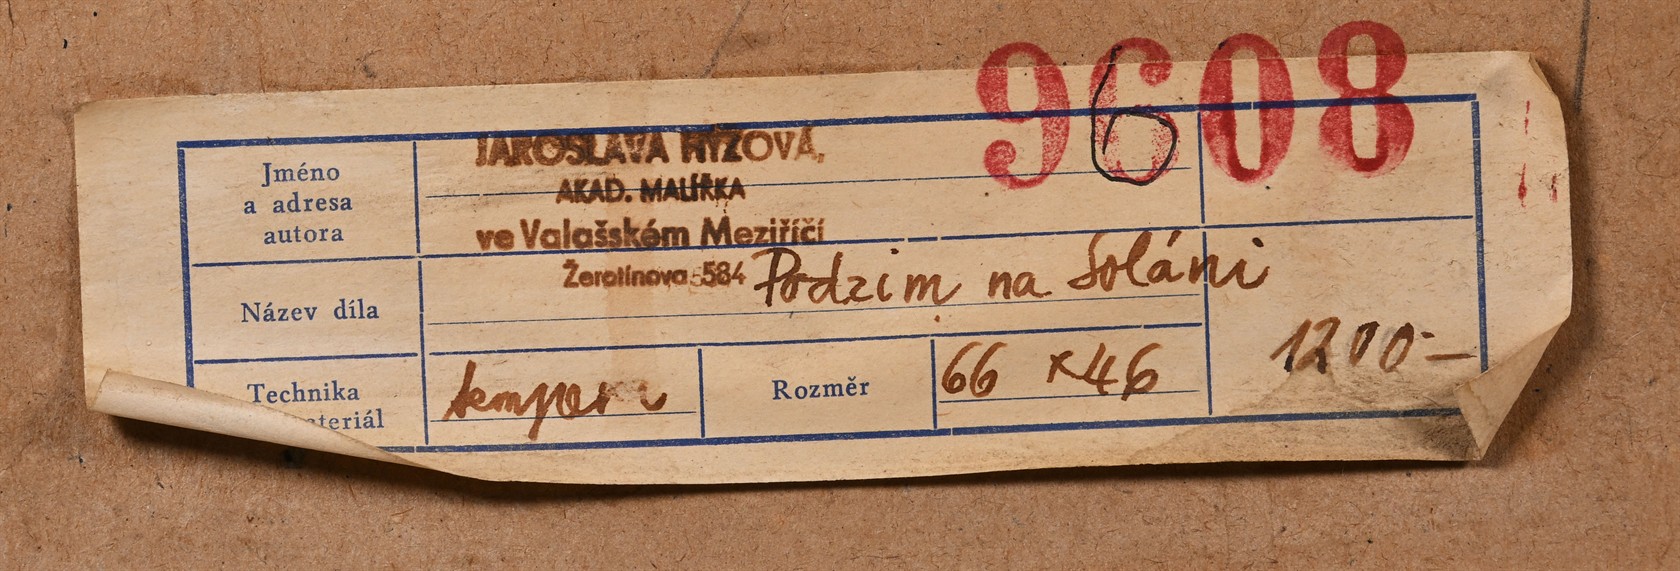 9608
Jméno
a adresa
autora
JAROSLAVA HÝZOVÁ,
AKAD. MALÍŘKA
ve Valašském Meziříčí
Žerotínova 584
Název díla
Podzim na Soláni
Technika
ateriál
tempera
Rozměr
66 x 46
1200-